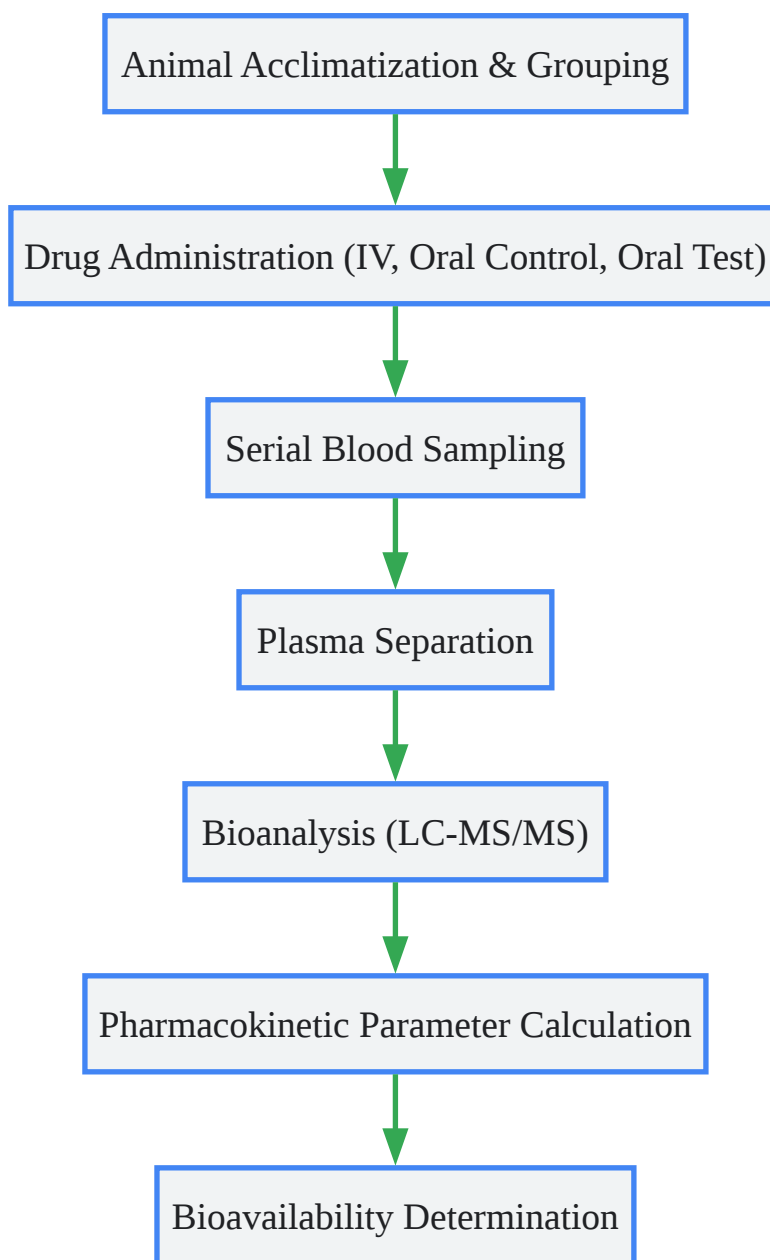 Animal Acclimatization & Grouping
Drug Administration (IV, Oral Control, Oral Test)
Serial Blood Sampling
Plasma Separation
Bioanalysis (LC-MS/MS)
Pharmacokinetic Parameter Calculation
Bioavailability Determination